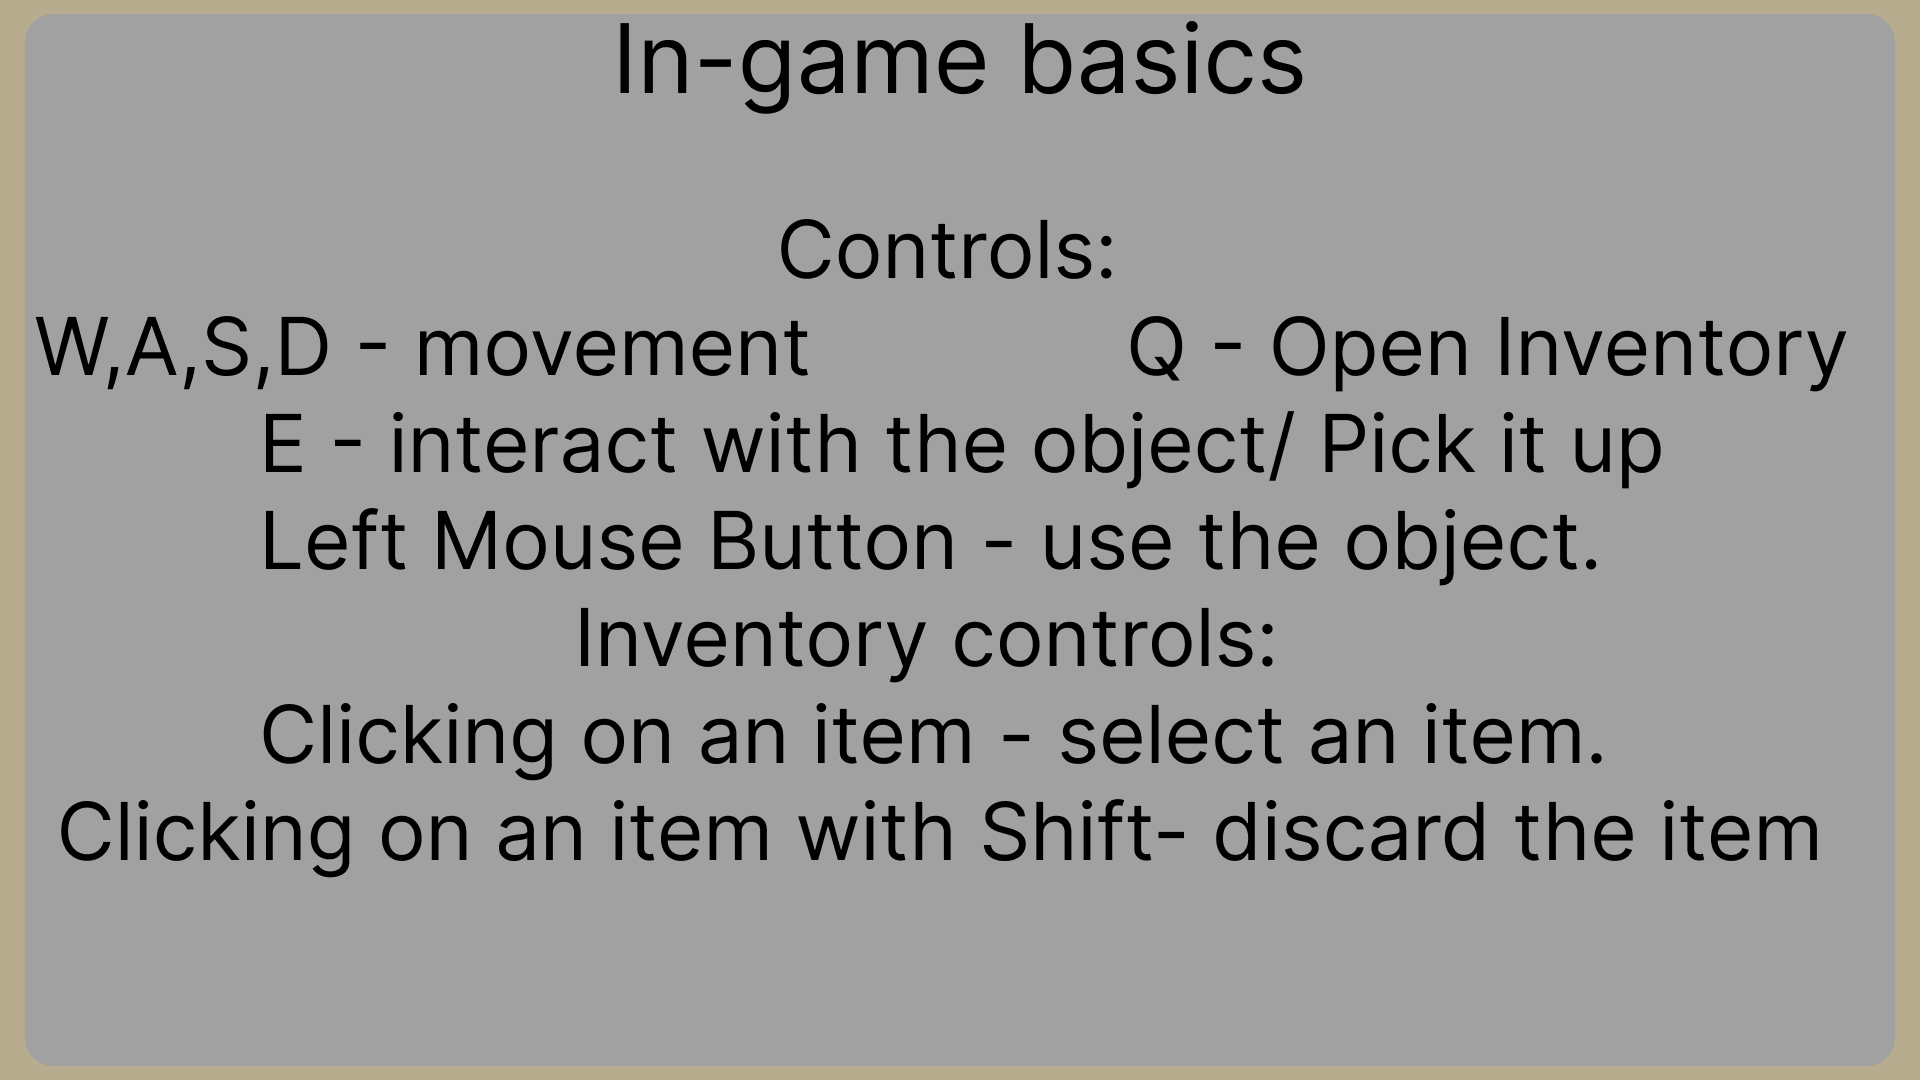 In-game basics
Controls:
W,A,S,D - movement Q - Open Inventory
E - interact with the object/ Pick it up
Left Mouse Button - use the object.
Inventory controls:
Clicking on an item - select an item.
Clicking on an item with Shift- discard the item